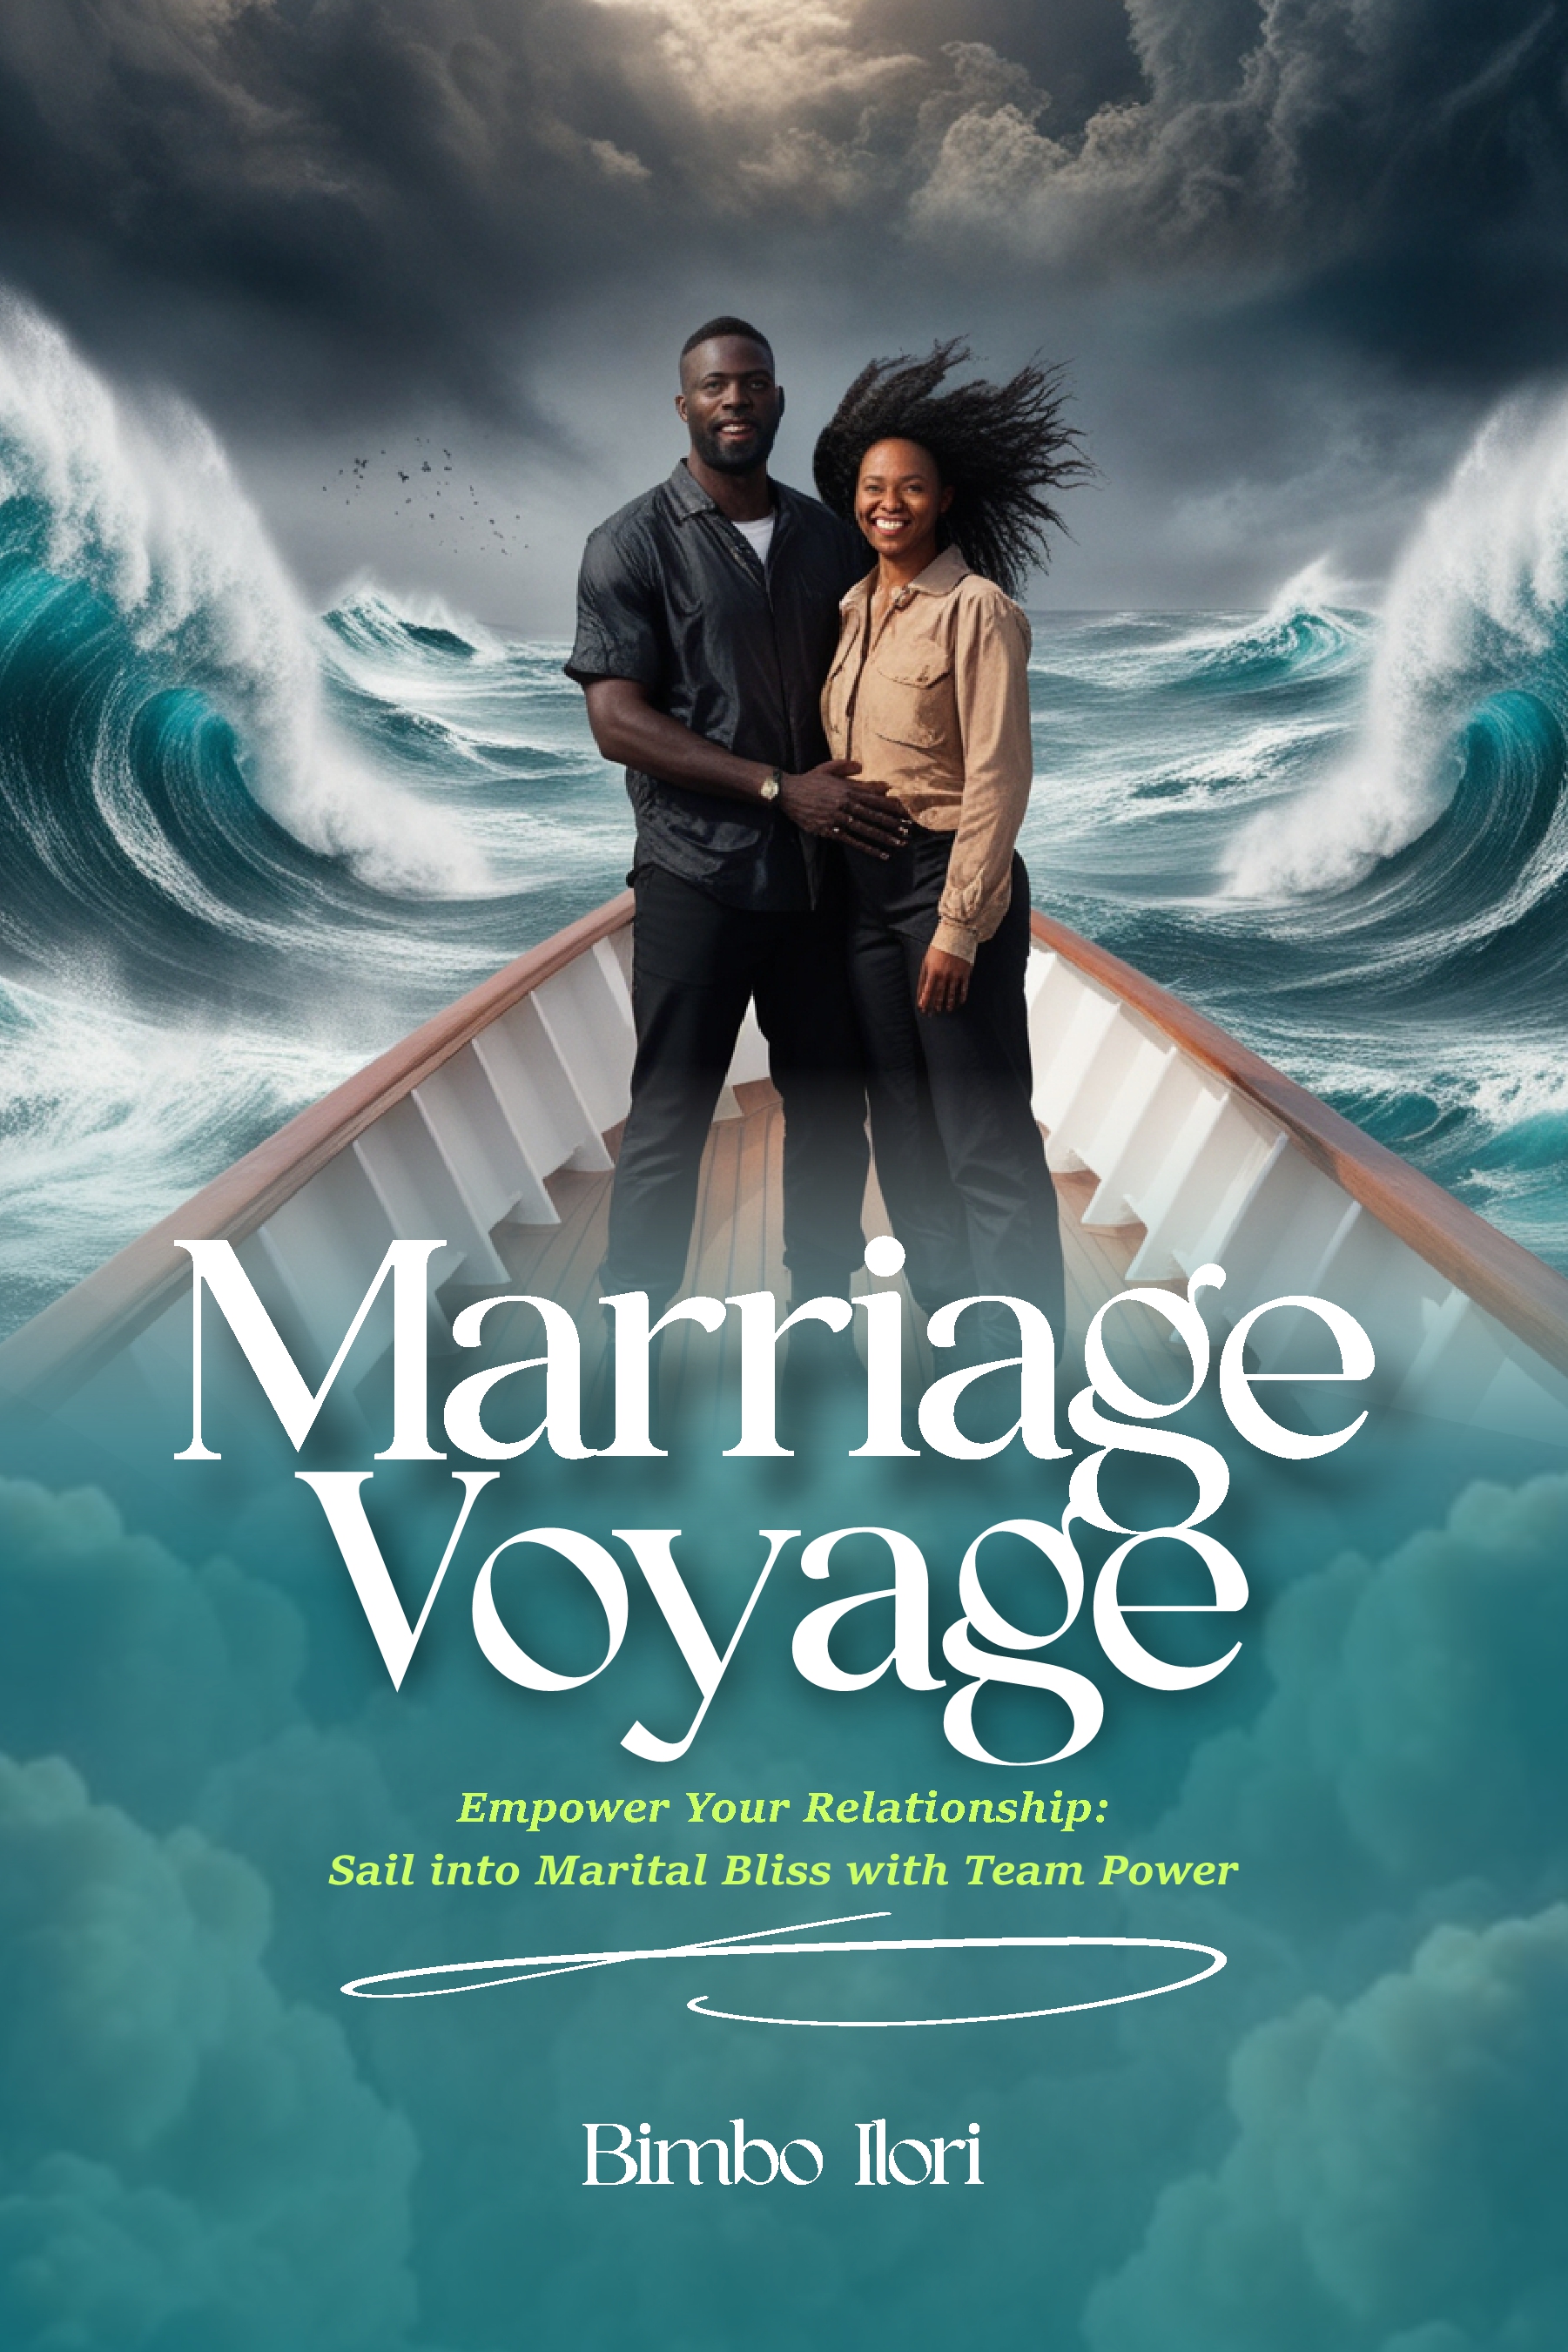 Marriage
Voyage
Empower Your Relationship:
Sail into Marital Bliss with Team Power
Bimbo Ilori